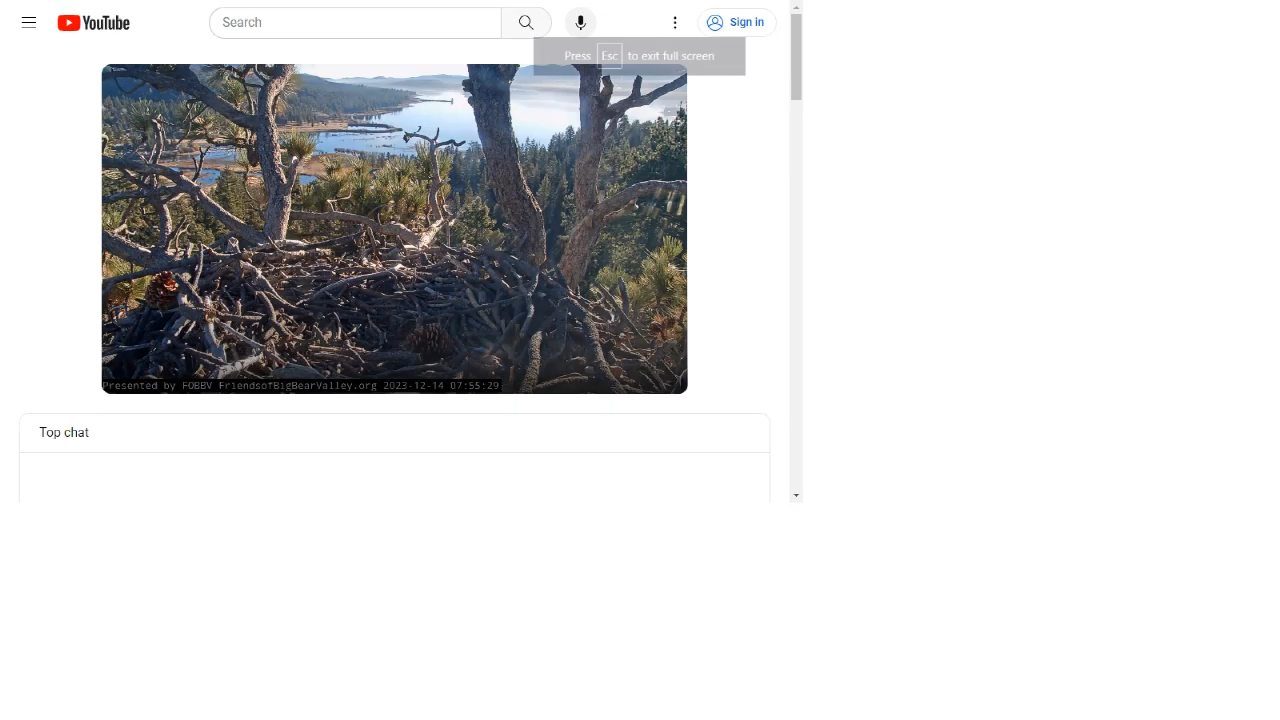 YouTube
Search
Sign in
Press Esc to exit full screen
Presented by FOBBV FriendsofBigBearValley.org 2023-12-14 07:55:29
Top chat